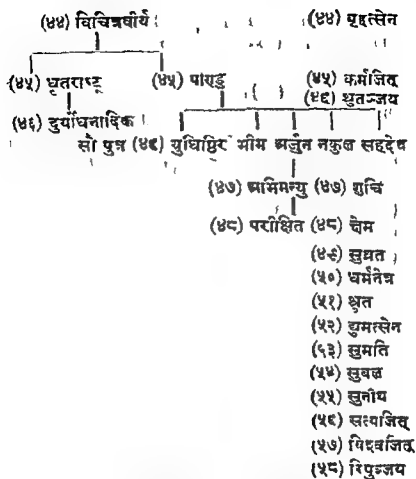 (४४) विचित्रवीर्य (४४) वृहत्सेन
(४५) धृतराष्ट्र (४५) पाण्डु (४५) कर्मजित्
(४६) श्रुतञ्जय
(४६) दुर्योधनादिक
सौ पुत्र (४६) युधिष्ठिर भीम अर्जुन नकुल सहदेव
(४७) अभिमन्यु (४७) शुचि
(४८) परीक्षित (४८) क्षेम
(४९) सुव्रत
(५०) धर्मनेत्र
(५१) श्रुत
(५२) द्युमत्सेन
(५३) सुमति
(५४) सुबल
(५५) सुनीथ
(५६) सत्यजित्
(५७) विश्वजित्
(५८) रिपुञ्जय